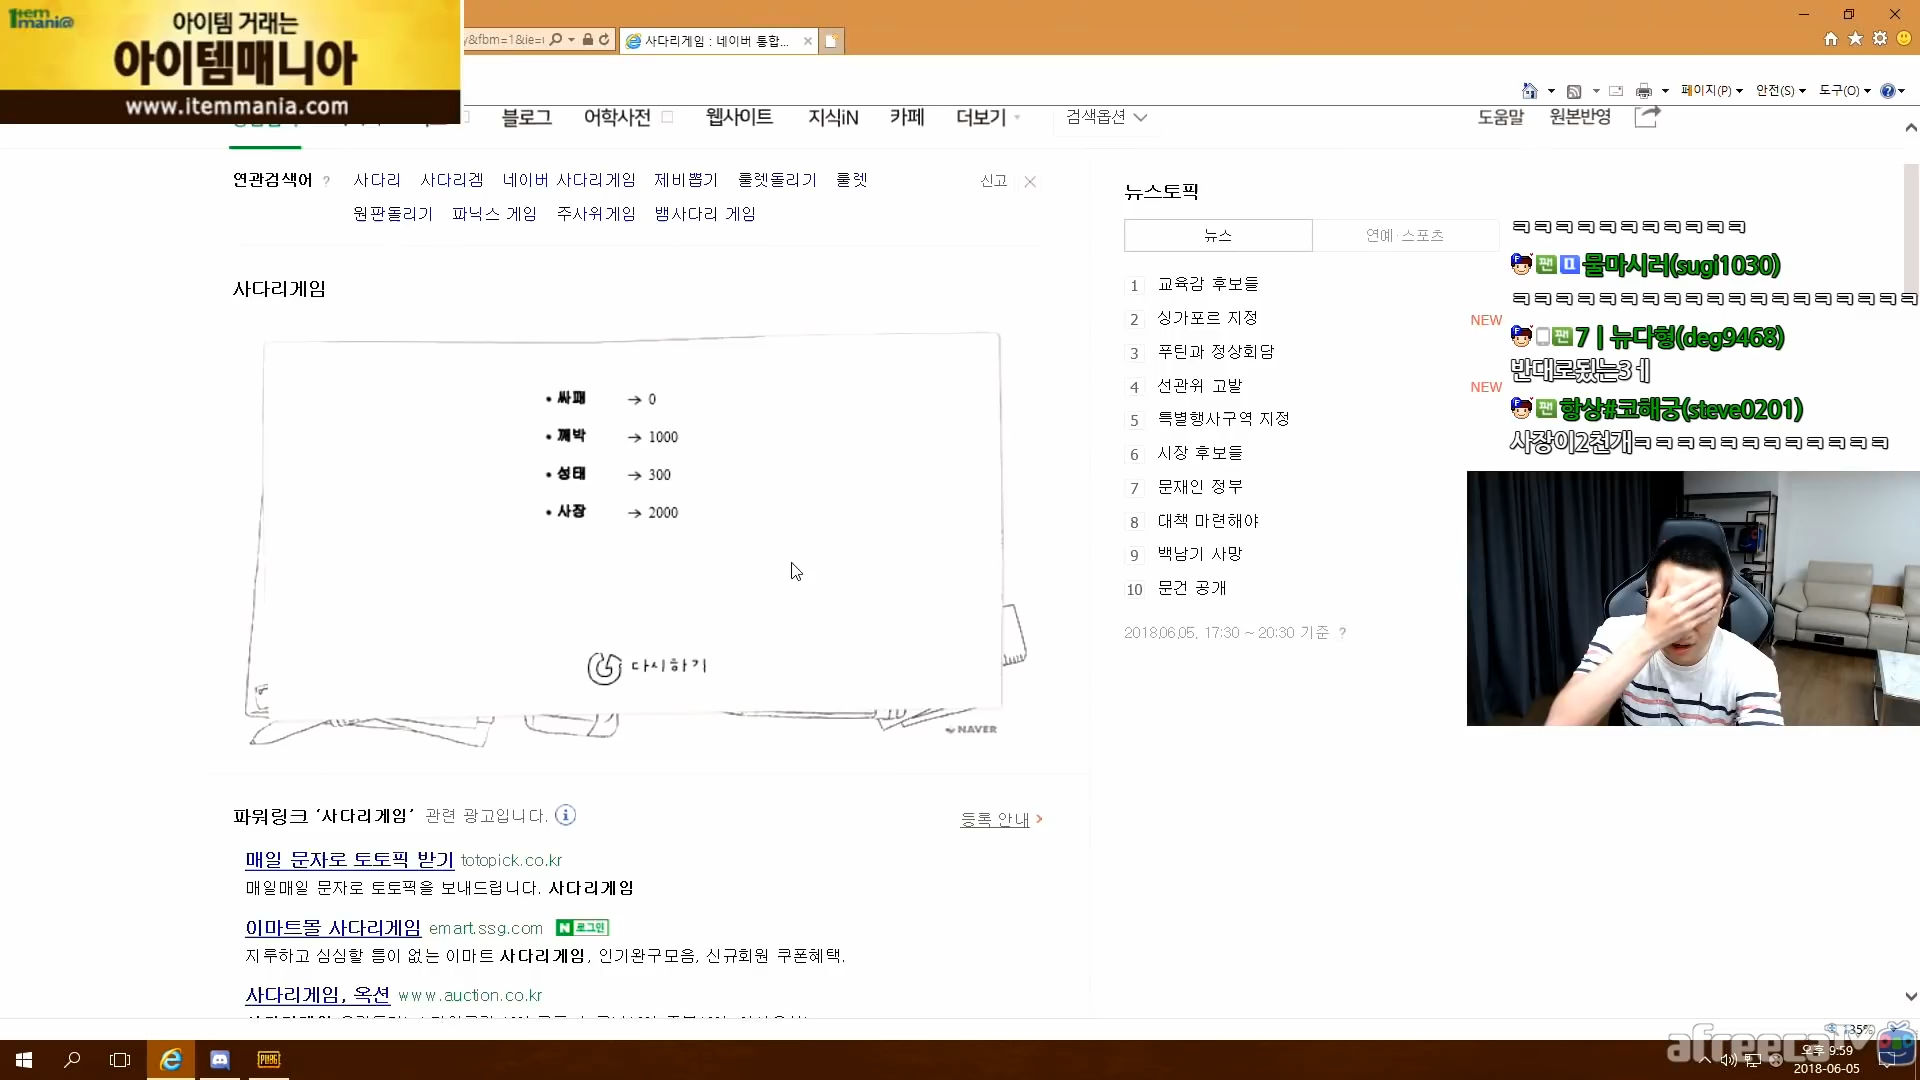 1tem mani@
아이템 거래는
아이템매니아
www.itemmania.com
y&fbm=1&ie=
사다리게임 : 네이버 통합...
페이지(P)
안전(S)
도구(O)
블로그
어학사전
웹사이트
지식iN
카페
더보기
검색옵션
도움말
원본반영
연관검색어 ?
사다리 사다리겜 네이버 사다리게임 제비뽑기 룰렛돌리기 룰렛
원판돌리기 파닉스 게임 주사위게임 뱀사다리 게임
신고
사다리게임
• 싸패 → 0
• 깨박 → 1000
• 성태 → 300
• 사장 → 2000
다시하기
NAVER
파워링크 '사다리게임' 관련 광고입니다.
등록 안내
매일 문자로 토토픽 받기 totopick.co.kr
매일매일 문자로 토토픽을 보내드립니다. 사다리게임
이마트몰 사다리게임 emart.ssg.com N 로그인
지루하고 심심할 틈이 없는 이마트 사다리게임, 인기완구모음, 신규회원 쿠폰혜택.
사다리게임, 옥션 www.auction.co.kr
뉴스토픽
뉴스
연예·스포츠
1 교육감 후보들
2 싱가포르 지정 NEW
3 푸틴과 정상회담
4 선관위 고발 NEW
5 특별행사구역 지정
6 시장 후보들
7 문재인 정부
8 대책 마련해야
9 백남기 사망
10 문건 공개
2018.06.05. 17:30 ~ 20:30 기준 ?
ㅋㅋㅋㅋㅋㅋㅋㅋㅋㅋㅋ
팬 물마시러(sugi1030)
ㅋㅋㅋㅋㅋㅋㅋㅋㅋㅋㅋㅋㅋㅋㅋㅋㅋㅋㅋ
팬 7 | 뉴다형(deg9468)
반대로됬는3ㅔ
팬 항상#코해궁(steve0201)
사장이2천개ㅋㅋㅋㅋㅋㅋㅋㅋㅋㅋㅋㅋ
135%
afreecaTV
PUBG
오후 9:59
2018-06-05